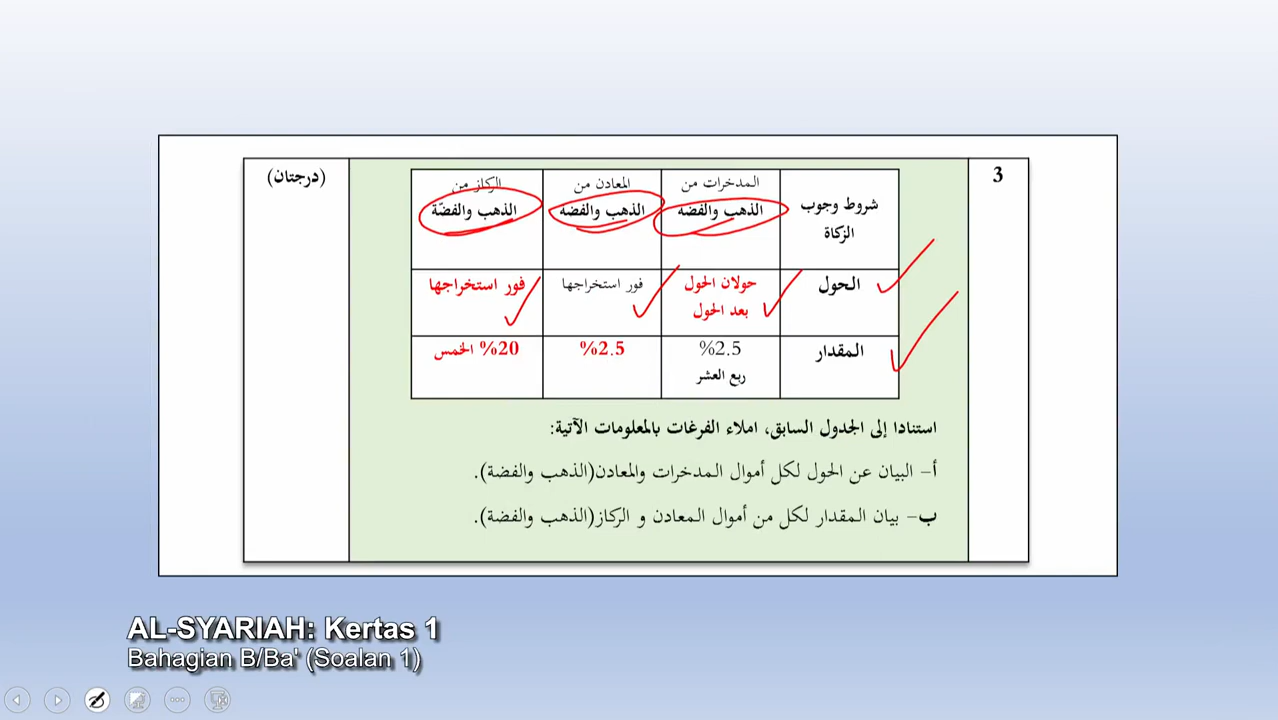 3
(درجتان)
شروط وجوب الزكاة
المدخرات من الذهب والفضه
المعادن من الذهب والفضه
الركاز من الذهب والفضّة
الحول
حولان الحول بعد الحول
فور استخراجها
فور استخراجها
المقدار
%2.5 ربع العشر
%2.5
%20 الخمس
استنادا إلى الجدول السابق، املاء الفرغات بالمعلومات الآتية:
أ- البيان عن الحول لكل أموال المدخرات والمعادن(الذهب والفضة).
ب- بيان المقدار لكل من أموال المعادن و الركاز(الذهب والفضة).
AL-SYARIAH: Kertas 1
Bahagian B/Ba' (Soalan 1)